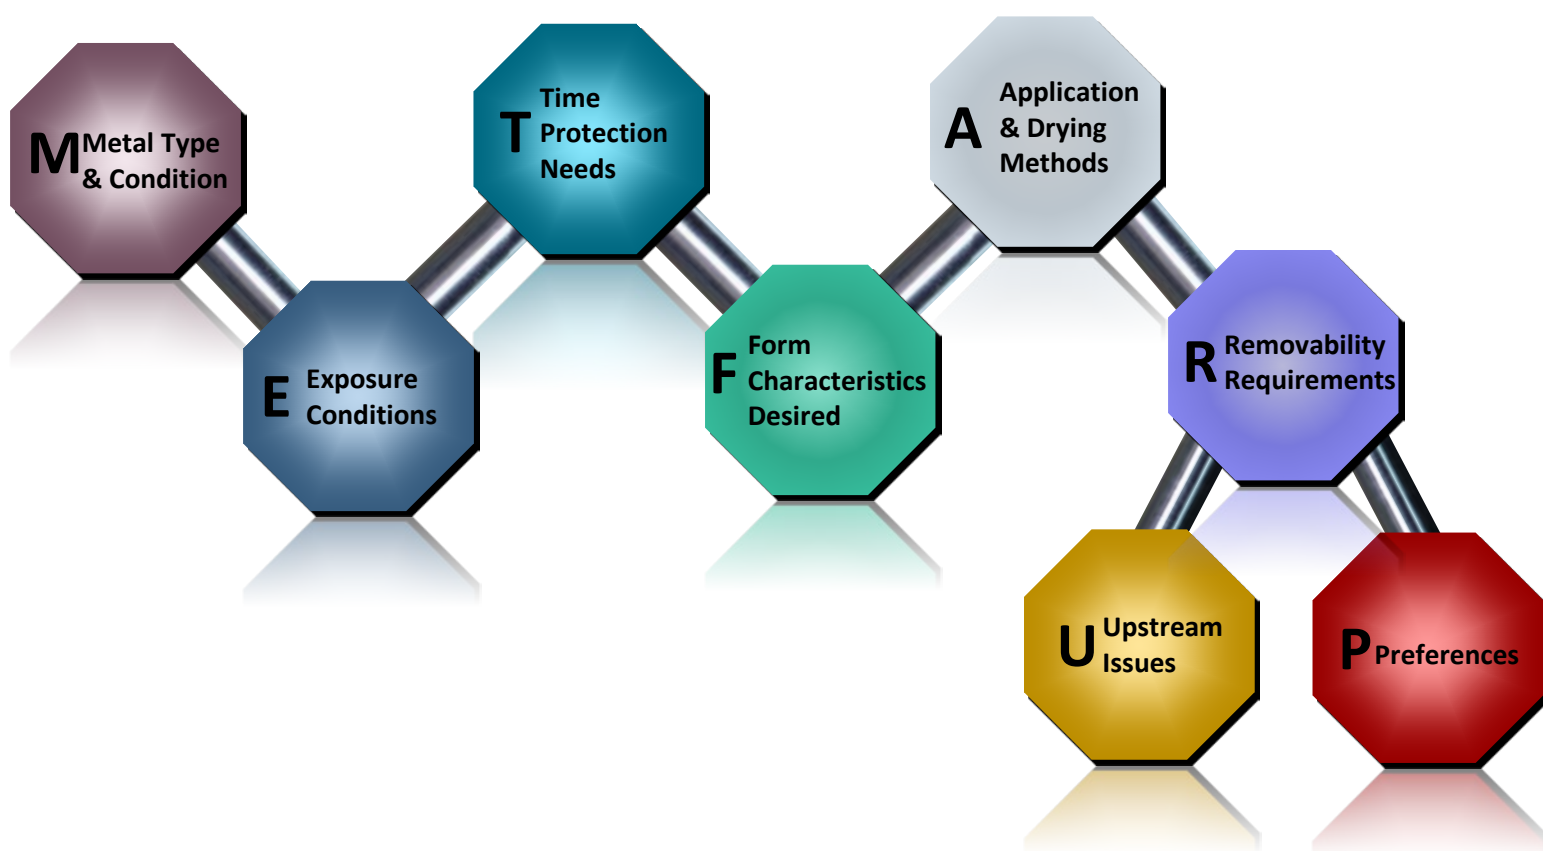 M
Metal Type
& Condition
E
Exposure
Conditions
T
Time
Protection
Needs
F
Form
Characteristics
Desired
A
Application
& Drying
Methods
R
Removability
Requirements
U
Upstream
Issues
P
Preferences